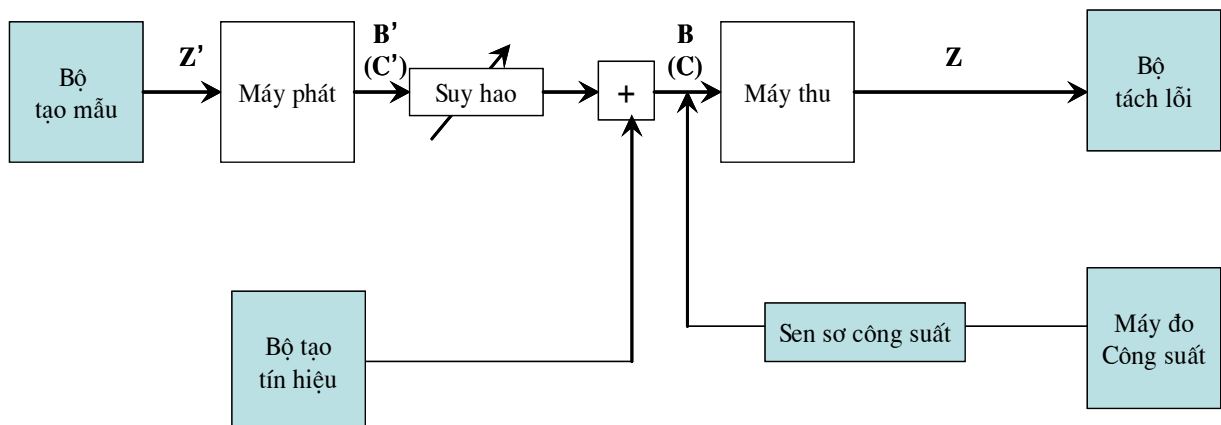 Bộ
tạo mẫu
Z’
Máy phát
B’
(C’)
Suy hao
+
B
(C)
Máy thu
Z
Bộ
tách lỗi
Bộ tạo
tín hiệu
Sen sơ công suất
Máy đo
Công suất